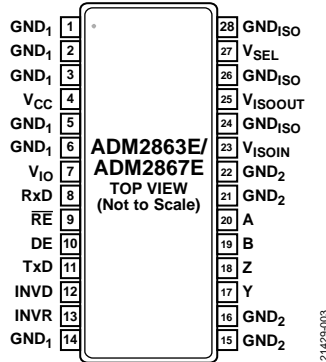 GND1 1
GND1 2
GND1 3
VCC 4
GND1 5
GND1 6
VIO 7
RxD 8
RE 9
DE 10
TxD 11
INVD 12
INVR 13
GND1 14
ADM2863E/
ADM2867E
TOP VIEW
(Not to Scale)
28 GNDISO
27 VSEL
26 GNDISO
25 VISOOUT
24 GNDISO
23 VISOIN
22 GND2
21 GND2
20 A
19 B
18 Z
17 Y
16 GND2
15 GND2
21429-003